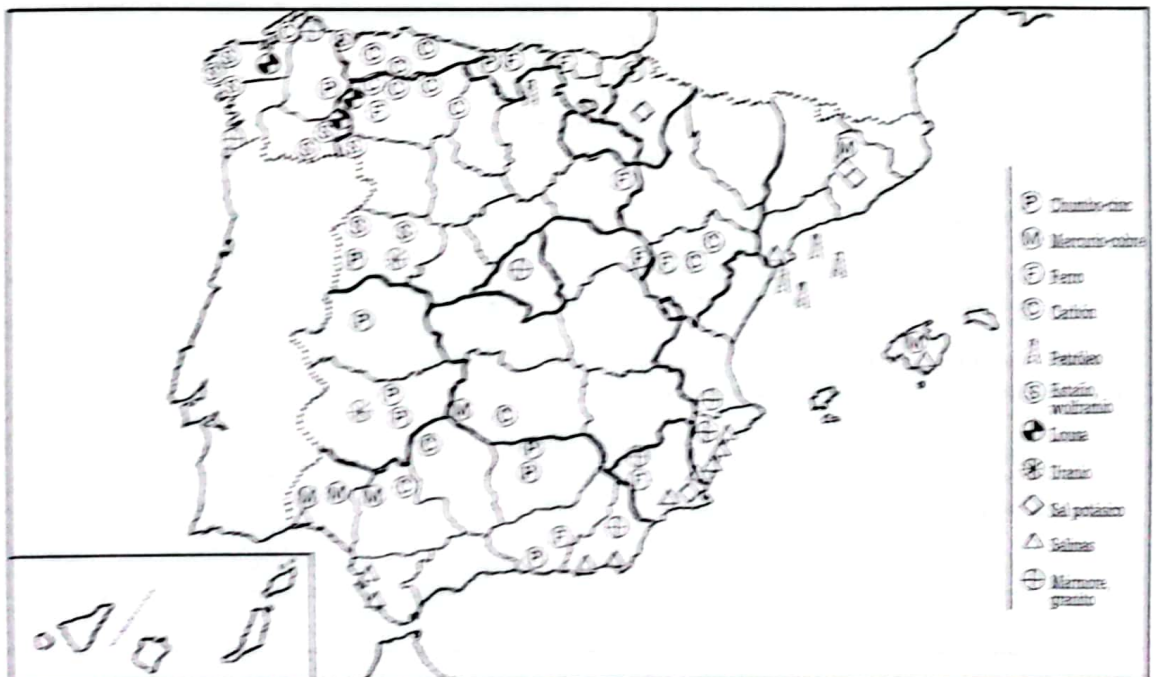 P Chumbo-cinc
M Mercurio-cobre
F Ferro
C Carbón
Petróleo
S Estaño,
wolframio
Lousa
Uranio
Sal potásico
Salinas
Mármore,
granito